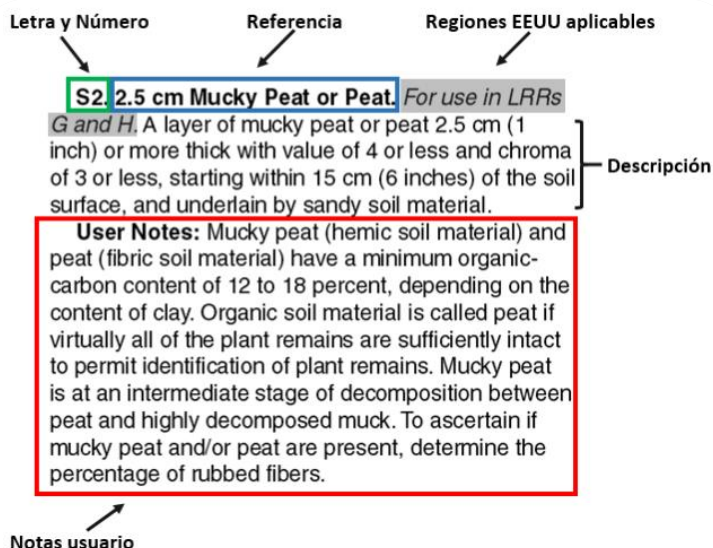 Letra y Número
Referencia
Regiones EEUU aplicables
S2. 2.5 cm Mucky Peat or Peat. For use in LRRs
G and H. A layer of mucky peat or peat 2.5 cm (1
inch) or more thick with value of 4 or less and chroma
of 3 or less, starting within 15 cm (6 inches) of the soil
surface, and underlain by sandy soil material.
Descripción
User Notes: Mucky peat (hemic soil material) and
peat (fibric soil material) have a minimum organic-
carbon content of 12 to 18 percent, depending on the
content of clay. Organic soil material is called peat if
virtually all of the plant remains are sufficiently intact
to permit identification of plant remains. Mucky peat
is at an intermediate stage of decomposition between
peat and highly decomposed muck. To ascertain if
mucky peat and/or peat are present, determine the
percentage of rubbed fibers.
Notas usuario